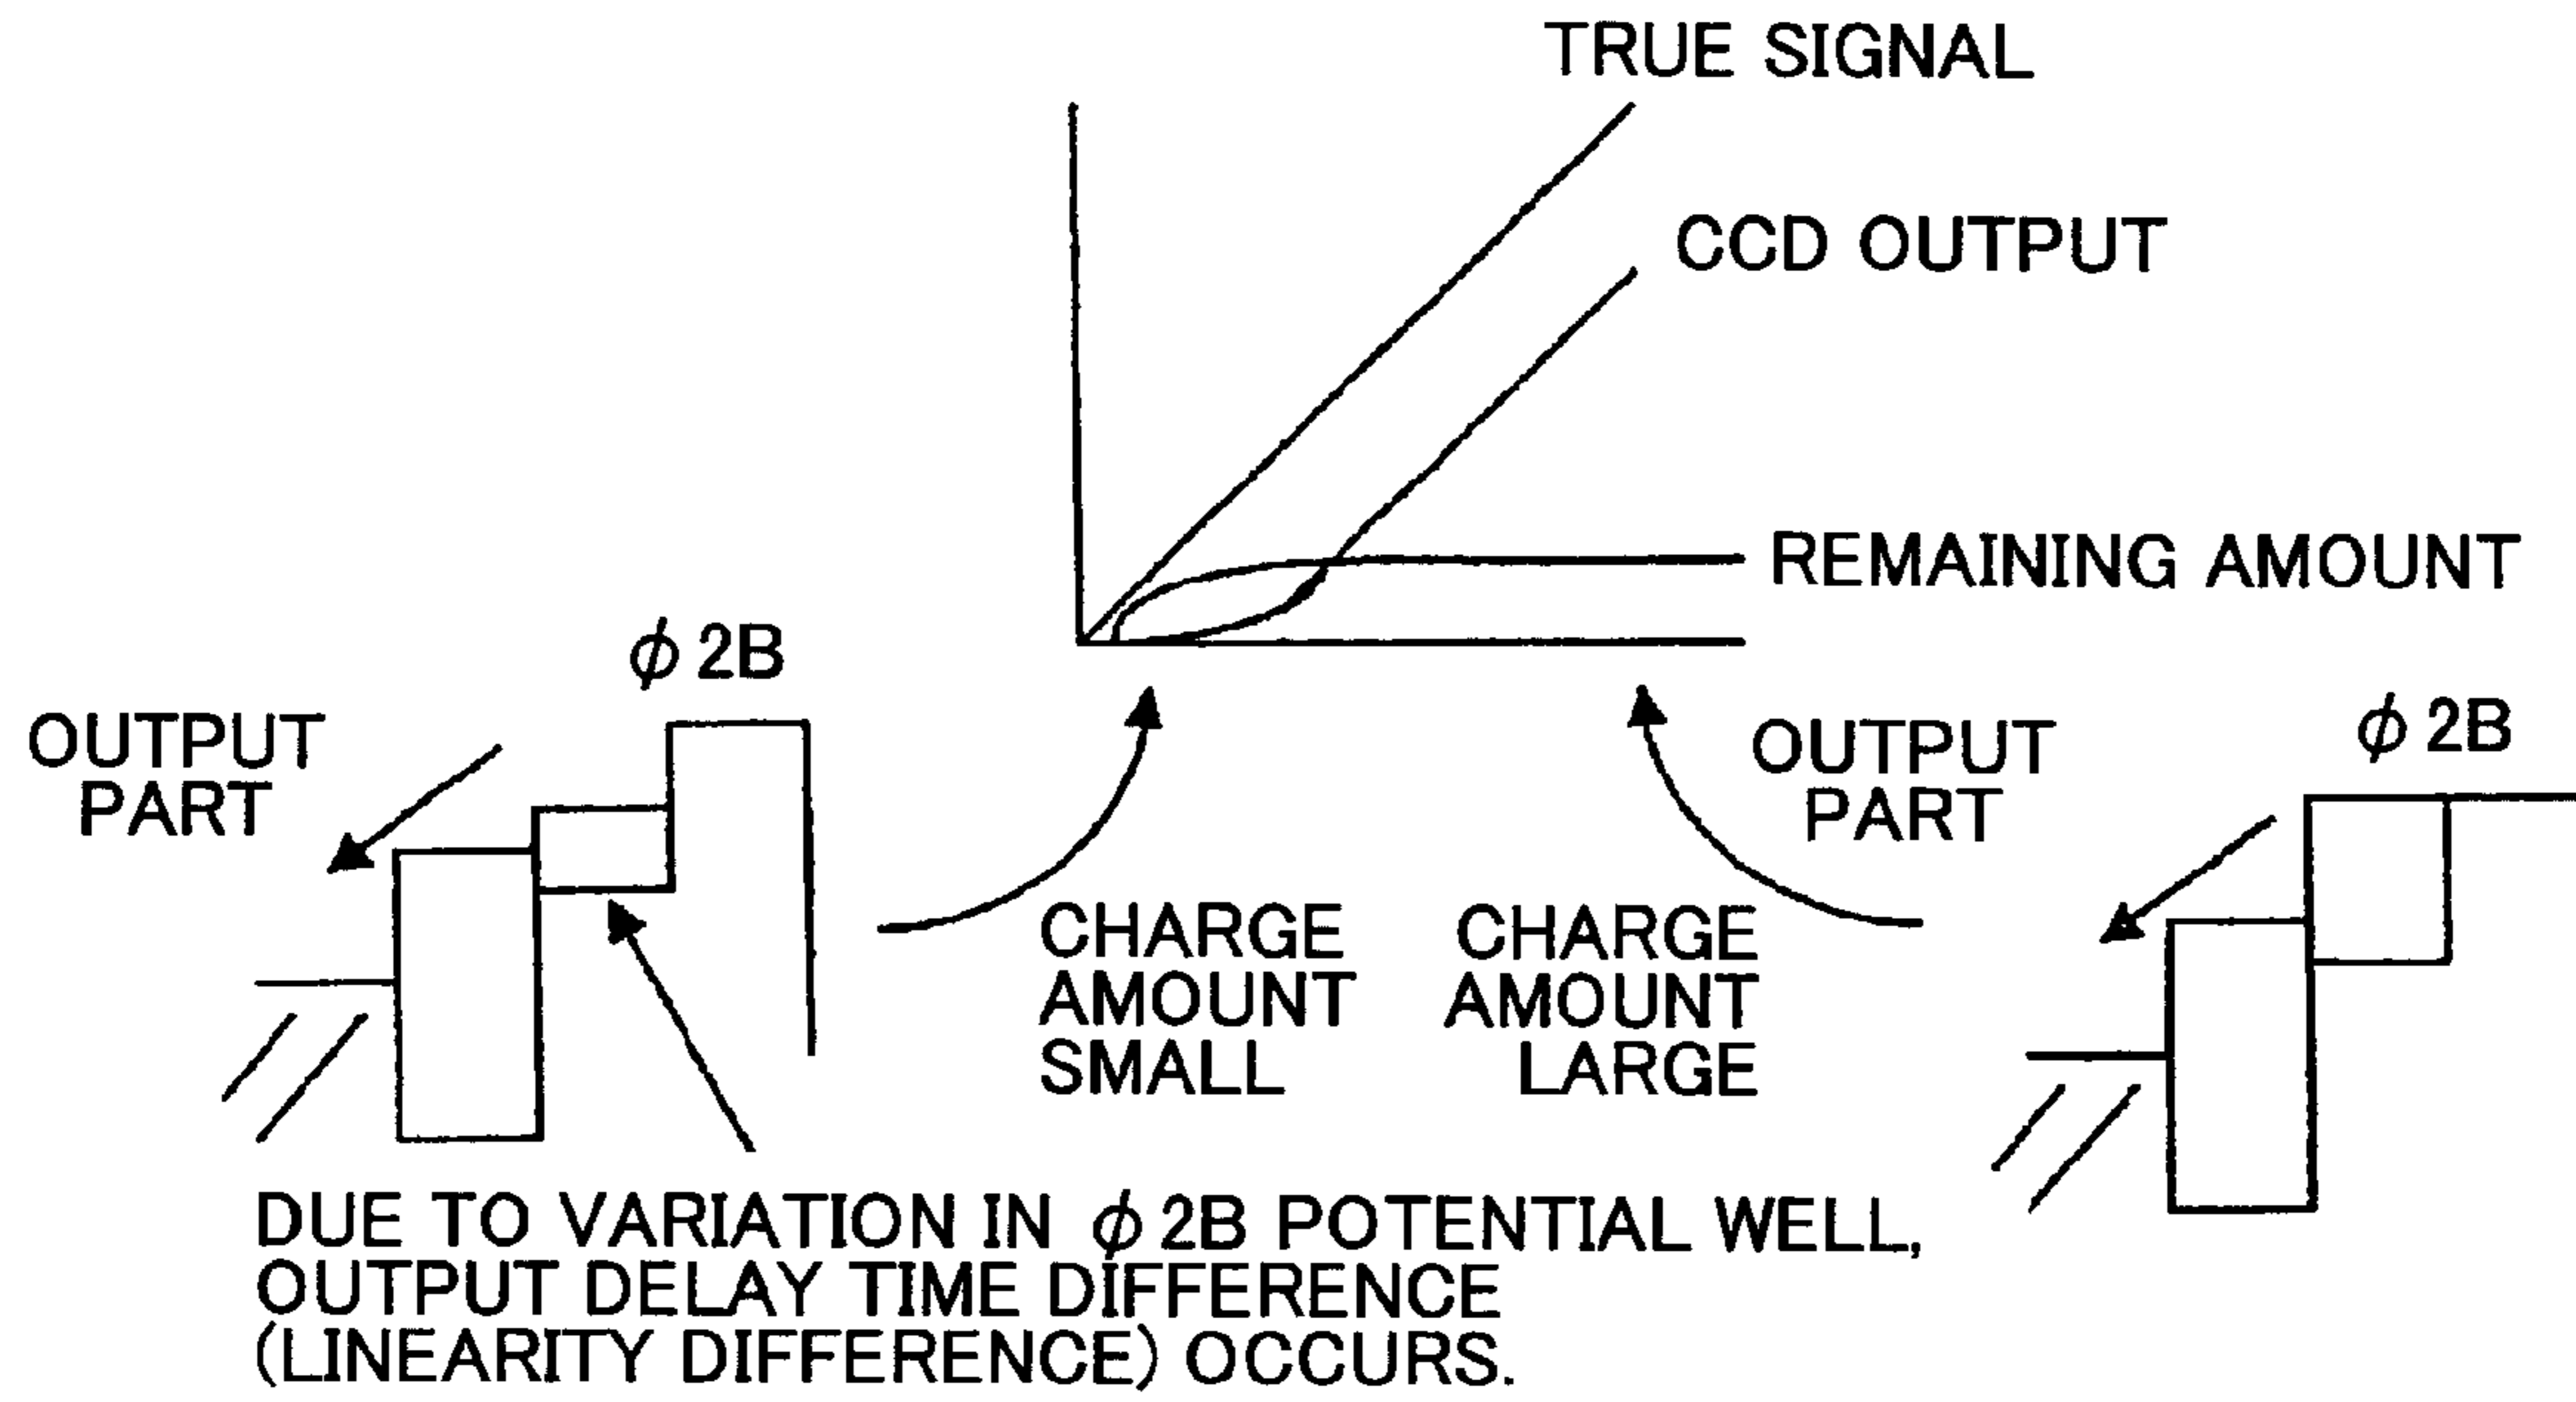 TRUE SIGNAL
CCD OUTPUT
REMAINING AMOUNT
ϕ2B
OUTPUT
PART
CHARGE
AMOUNT
SMALL
CHARGE
AMOUNT
LARGE
OUTPUT
PART
ϕ2B
DUE TO VARIATION IN ϕ2B POTENTIAL WELL,
OUTPUT DELAY TIME DIFFERENCE
(LINEARITY DIFFERENCE) OCCURS.